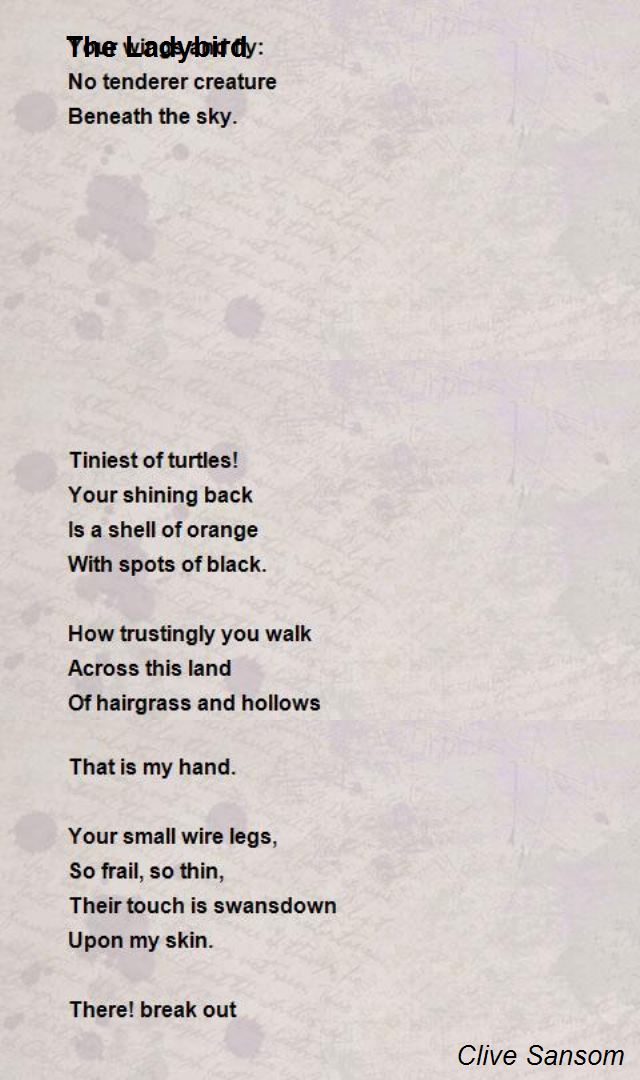 The Ladybird
Your wings and fly:
No tenderer creature
Beneath the sky.
Tiniest of turtles!
Your shining back
Is a shell of orange
With spots of black.
How trustingly you walk
Across this land
Of hairgrass and hollows
That is my hand.
Your small wire legs,
So frail, so thin,
Their touch is swansdown
Upon my skin.
There! break out
Clive Sansom